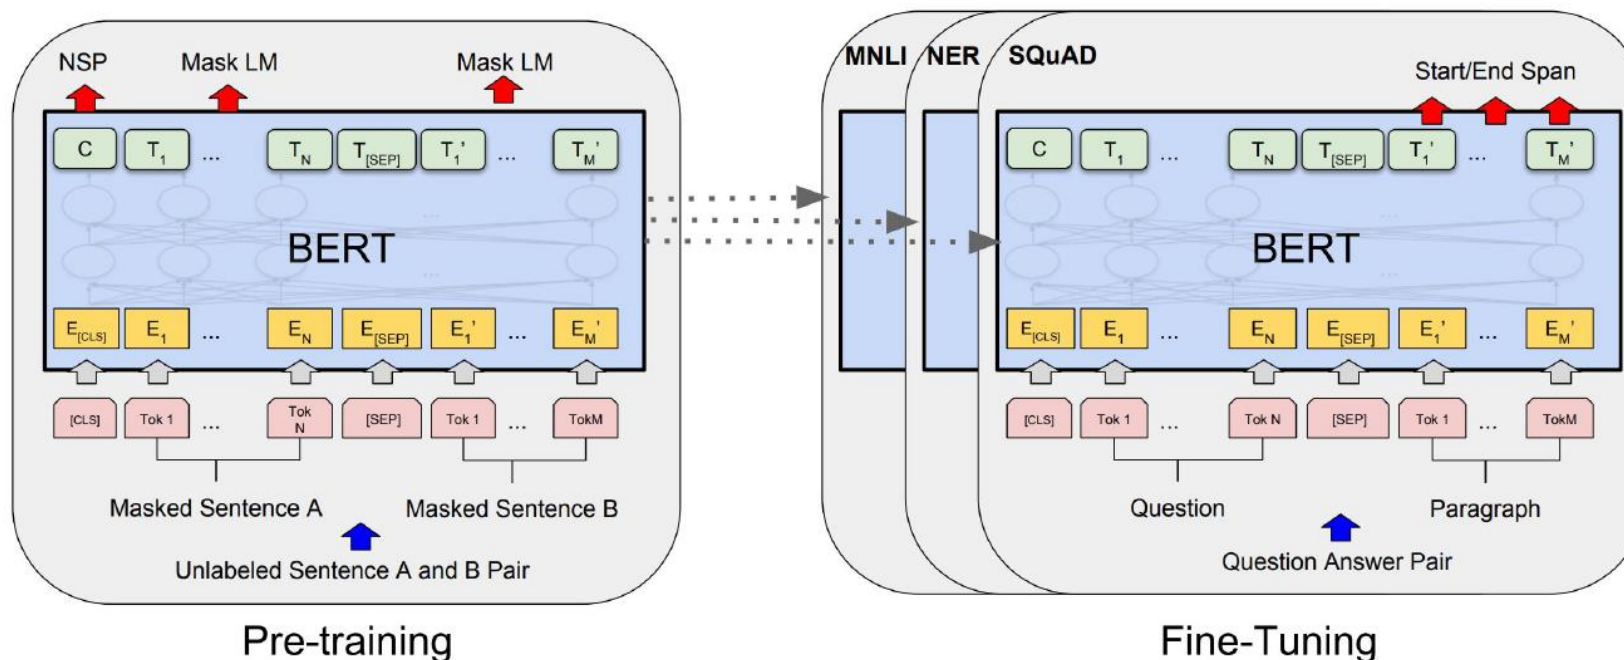 NSP Mask LM Mask LM
C T1 ... TN T[SEP] T1’ ... TM’
...
BERT
...
E[CLS] E1 ... EN E[SEP] E1’ ... EM’
[CLS] Tok 1 ... Tok N [SEP] Tok 1 ... TokM
Masked Sentence A Masked Sentence B
Unlabeled Sentence A and B Pair
Pre-training
MNLI NER SQuAD
Start/End Span
C T1 ... TN T[SEP] T1’ ... TM’
...
BERT
...
E[CLS] E1 ... EN E[SEP] E1’ ... EM’
[CLS] Tok 1 ... Tok N [SEP] Tok 1 ... TokM
Question Paragraph
Question Answer Pair
Fine-Tuning